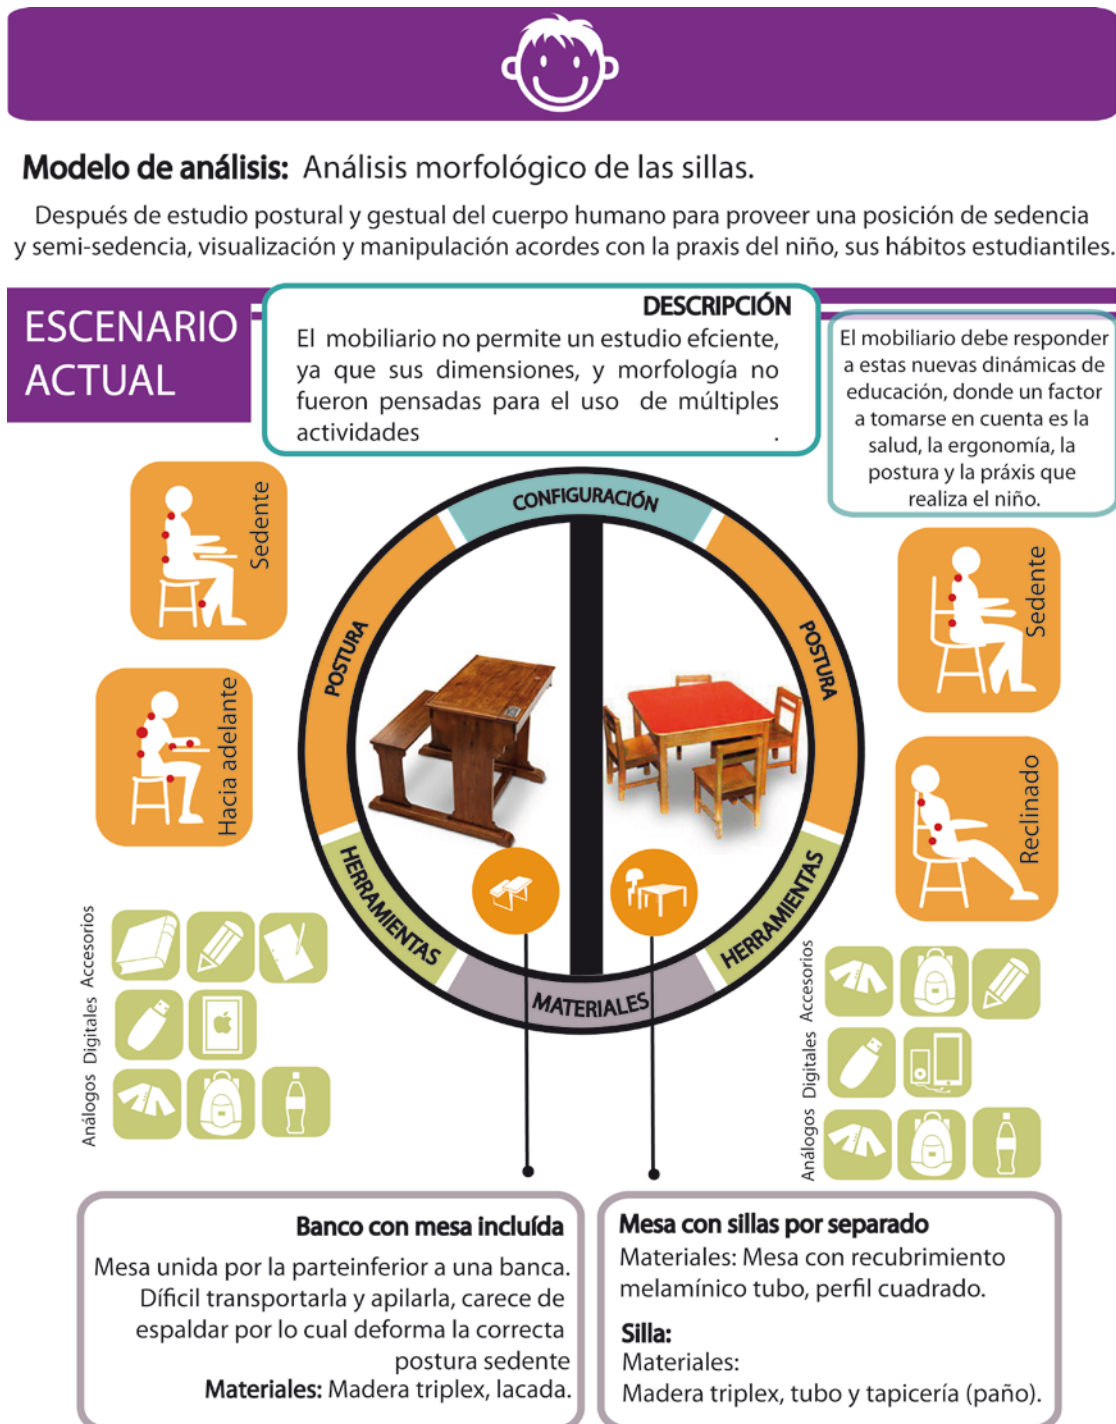 Modelo de análisis: Análisis morfológico de las sillas.
Después de estudio postural y gestual del cuerpo humano para proveer una posición de sedencia
y semi-sedencia, visualización y manipulación acordes con la praxis del niño, sus hábitos estudiantiles.
ESCENARIO
ACTUAL
DESCRIPCIÓN
El mobiliario no permite un estudio efciente,
ya que sus dimensiones, y morfología no
fueron pensadas para el uso de múltiples
actividades .
El mobiliario debe responder
a estas nuevas dinámicas de
educación, donde un factor
a tomarse en cuenta es la
salud, la ergonomía, la
postura y la práxis que
realiza el niño.
Sedente
Hacia adelante
CONFIGURACIÓN
POSTURA
POSTURA
HERRAMIENTAS
HERRAMIENTAS
MATERIALES
Sedente
Reclinado
Accesorios
Digitales
Análogos
Accesorios
Digitales
Análogos
Banco con mesa incluída
Mesa unida por la parteinferior a una banca.
Díficil transportarla y apilarla, carece de
espaldar por lo cual deforma la correcta
postura sedente
Materiales: Madera triplex, lacada.
Mesa con sillas por separado
Materiales: Mesa con recubrimiento
melamínico tubo, perfil cuadrado.
Silla:
Materiales:
Madera triplex, tubo y tapicería (paño).